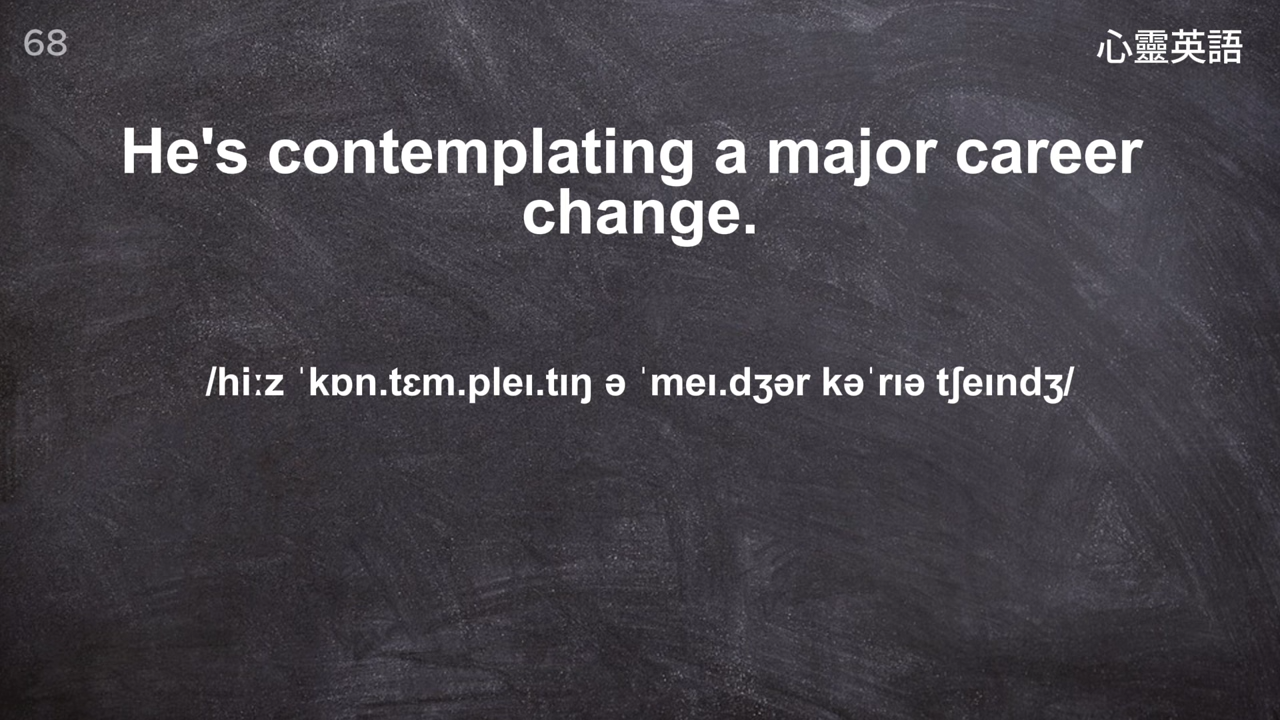 68
心靈英語
He's contemplating a major career
change.
/hiːz ˈkɒn.tɛm.pleɪ.tɪŋ ə ˈmeɪ.dʒər kəˈrɪə tʃeɪndʒ/